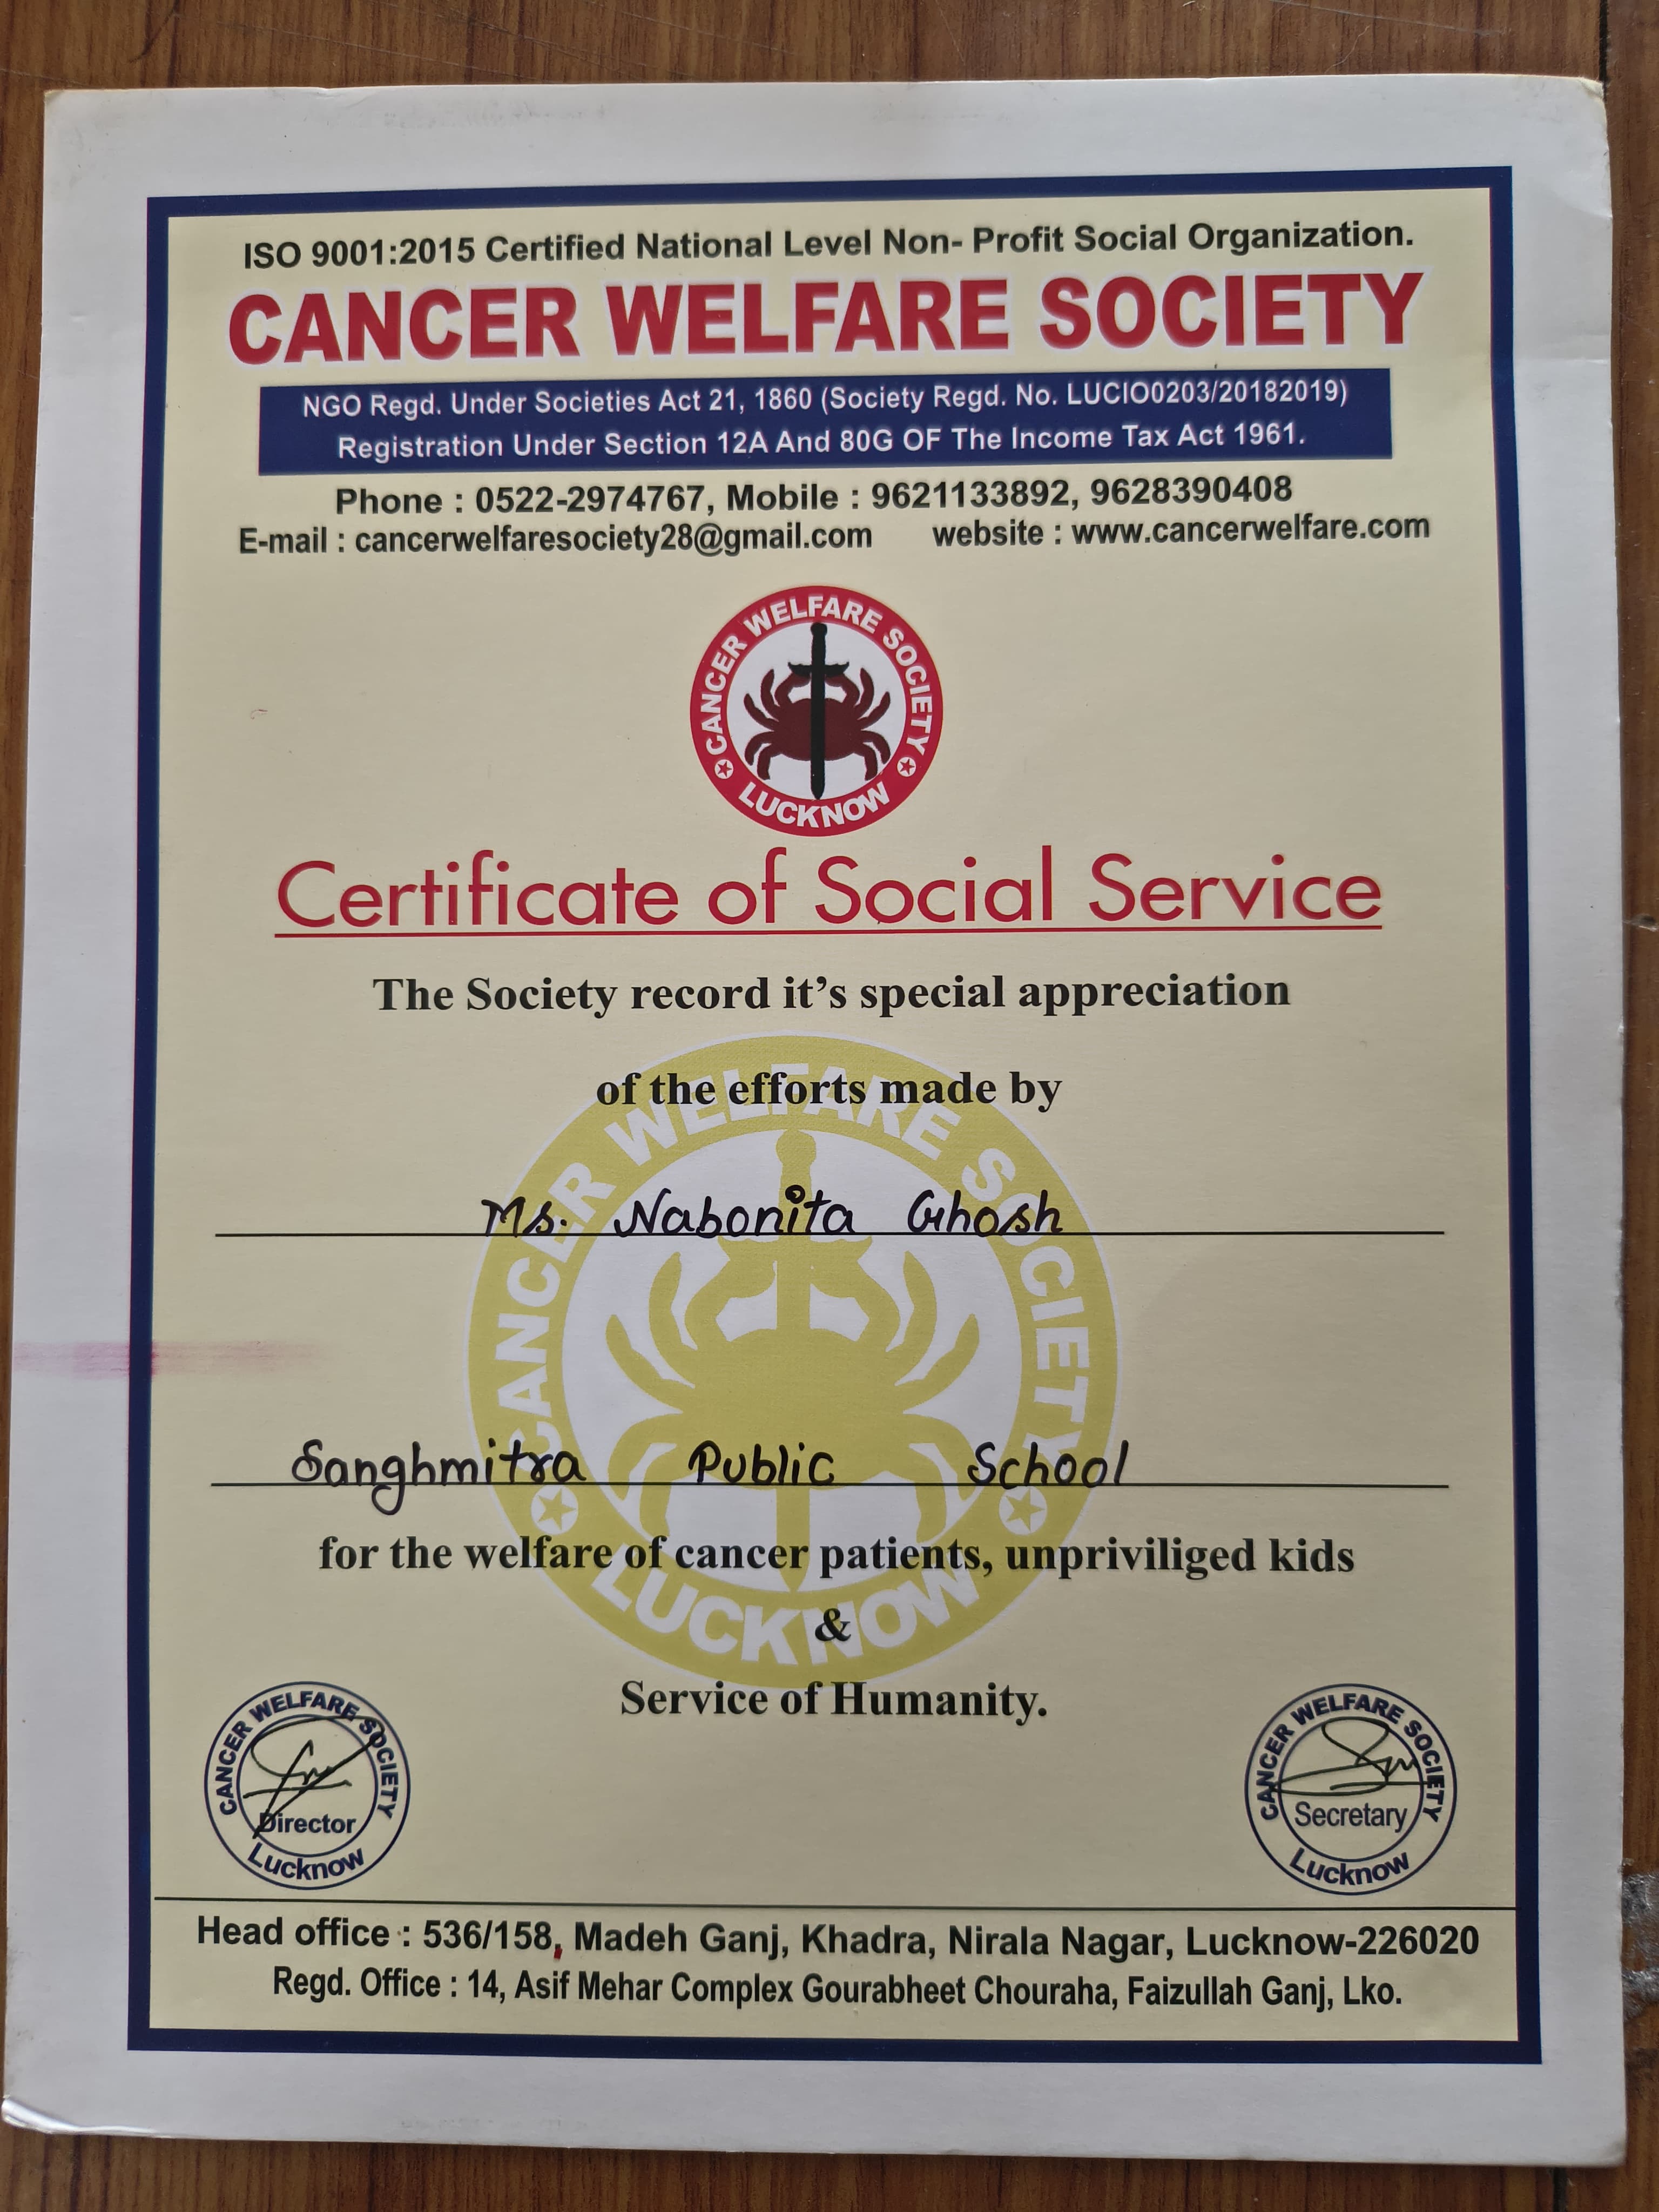 ISO 9001:2015 Certified National Level Non- Profit Social Organization.
CANCER WELFARE SOCIETY
NGO Regd. Under Societies Act 21, 1860 (Society Regd. No. LUCIO0203/20182019)
Registration Under Section 12A And 80G OF The Income Tax Act 1961.
Phone : 0522-2974767, Mobile : 9621133892, 9628390408
E-mail : cancerwelfaresociety28@gmail.com website : www.cancerwelfare.com
CANCER WELFARE SOCIETY
LUCKNOW
Certificate of Social Service
The Society record it's special appreciation
of the efforts made by
CANCER WELFARE SOCIETY
Ms. Nabonita Ghosh
Sanghmitra Public School
for the welfare of cancer patients, unpriviliged kids
LUCKNOW
&
Service of Humanity.
CANCER WELFARE SOCIETY
Director
Lucknow
CANCER WELFARE SOCIETY
Secretary
Lucknow
Head office : 536/158, Madeh Ganj, Khadra, Nirala Nagar, Lucknow-226020
Regd. Office : 14, Asif Mehar Complex Gourabheet Chouraha, Faizullah Ganj, Lko.